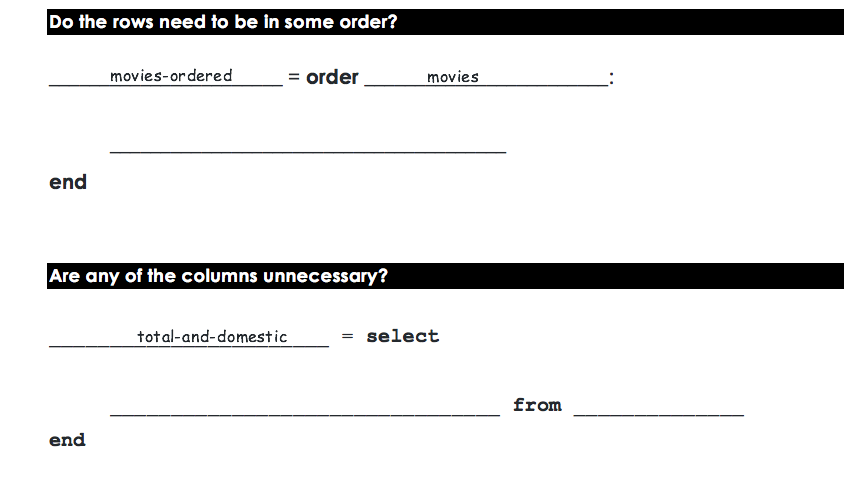 Do the rows need to be in some order?
movies-ordered = order movies:
end
Are any of the columns unnecessary?
total-and-domestic = select
from
end